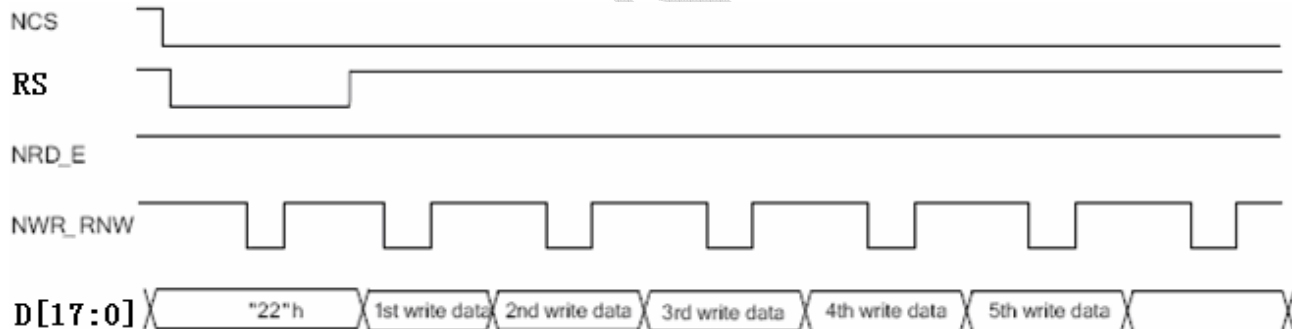 NCS
RS
NRD_E
NWR_RNW
D[17:0] "22"h 1st write data 2nd write data 3rd write data 4th write data 5th write data